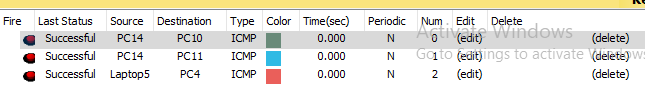 Fire Last Status Source Destination Type Color Time(sec) Periodic Num Edit Delete
Successful PC14 PC10 ICMP 0.000 N 0 (edit) (delete)
Activate Windows
Successful PC14 PC11 ICMP 0.000 N 1 (edit) (delete)
Go to Settings to activate Windows
Successful Laptop5 PC4 ICMP 0.000 N 2 (edit) (delete)